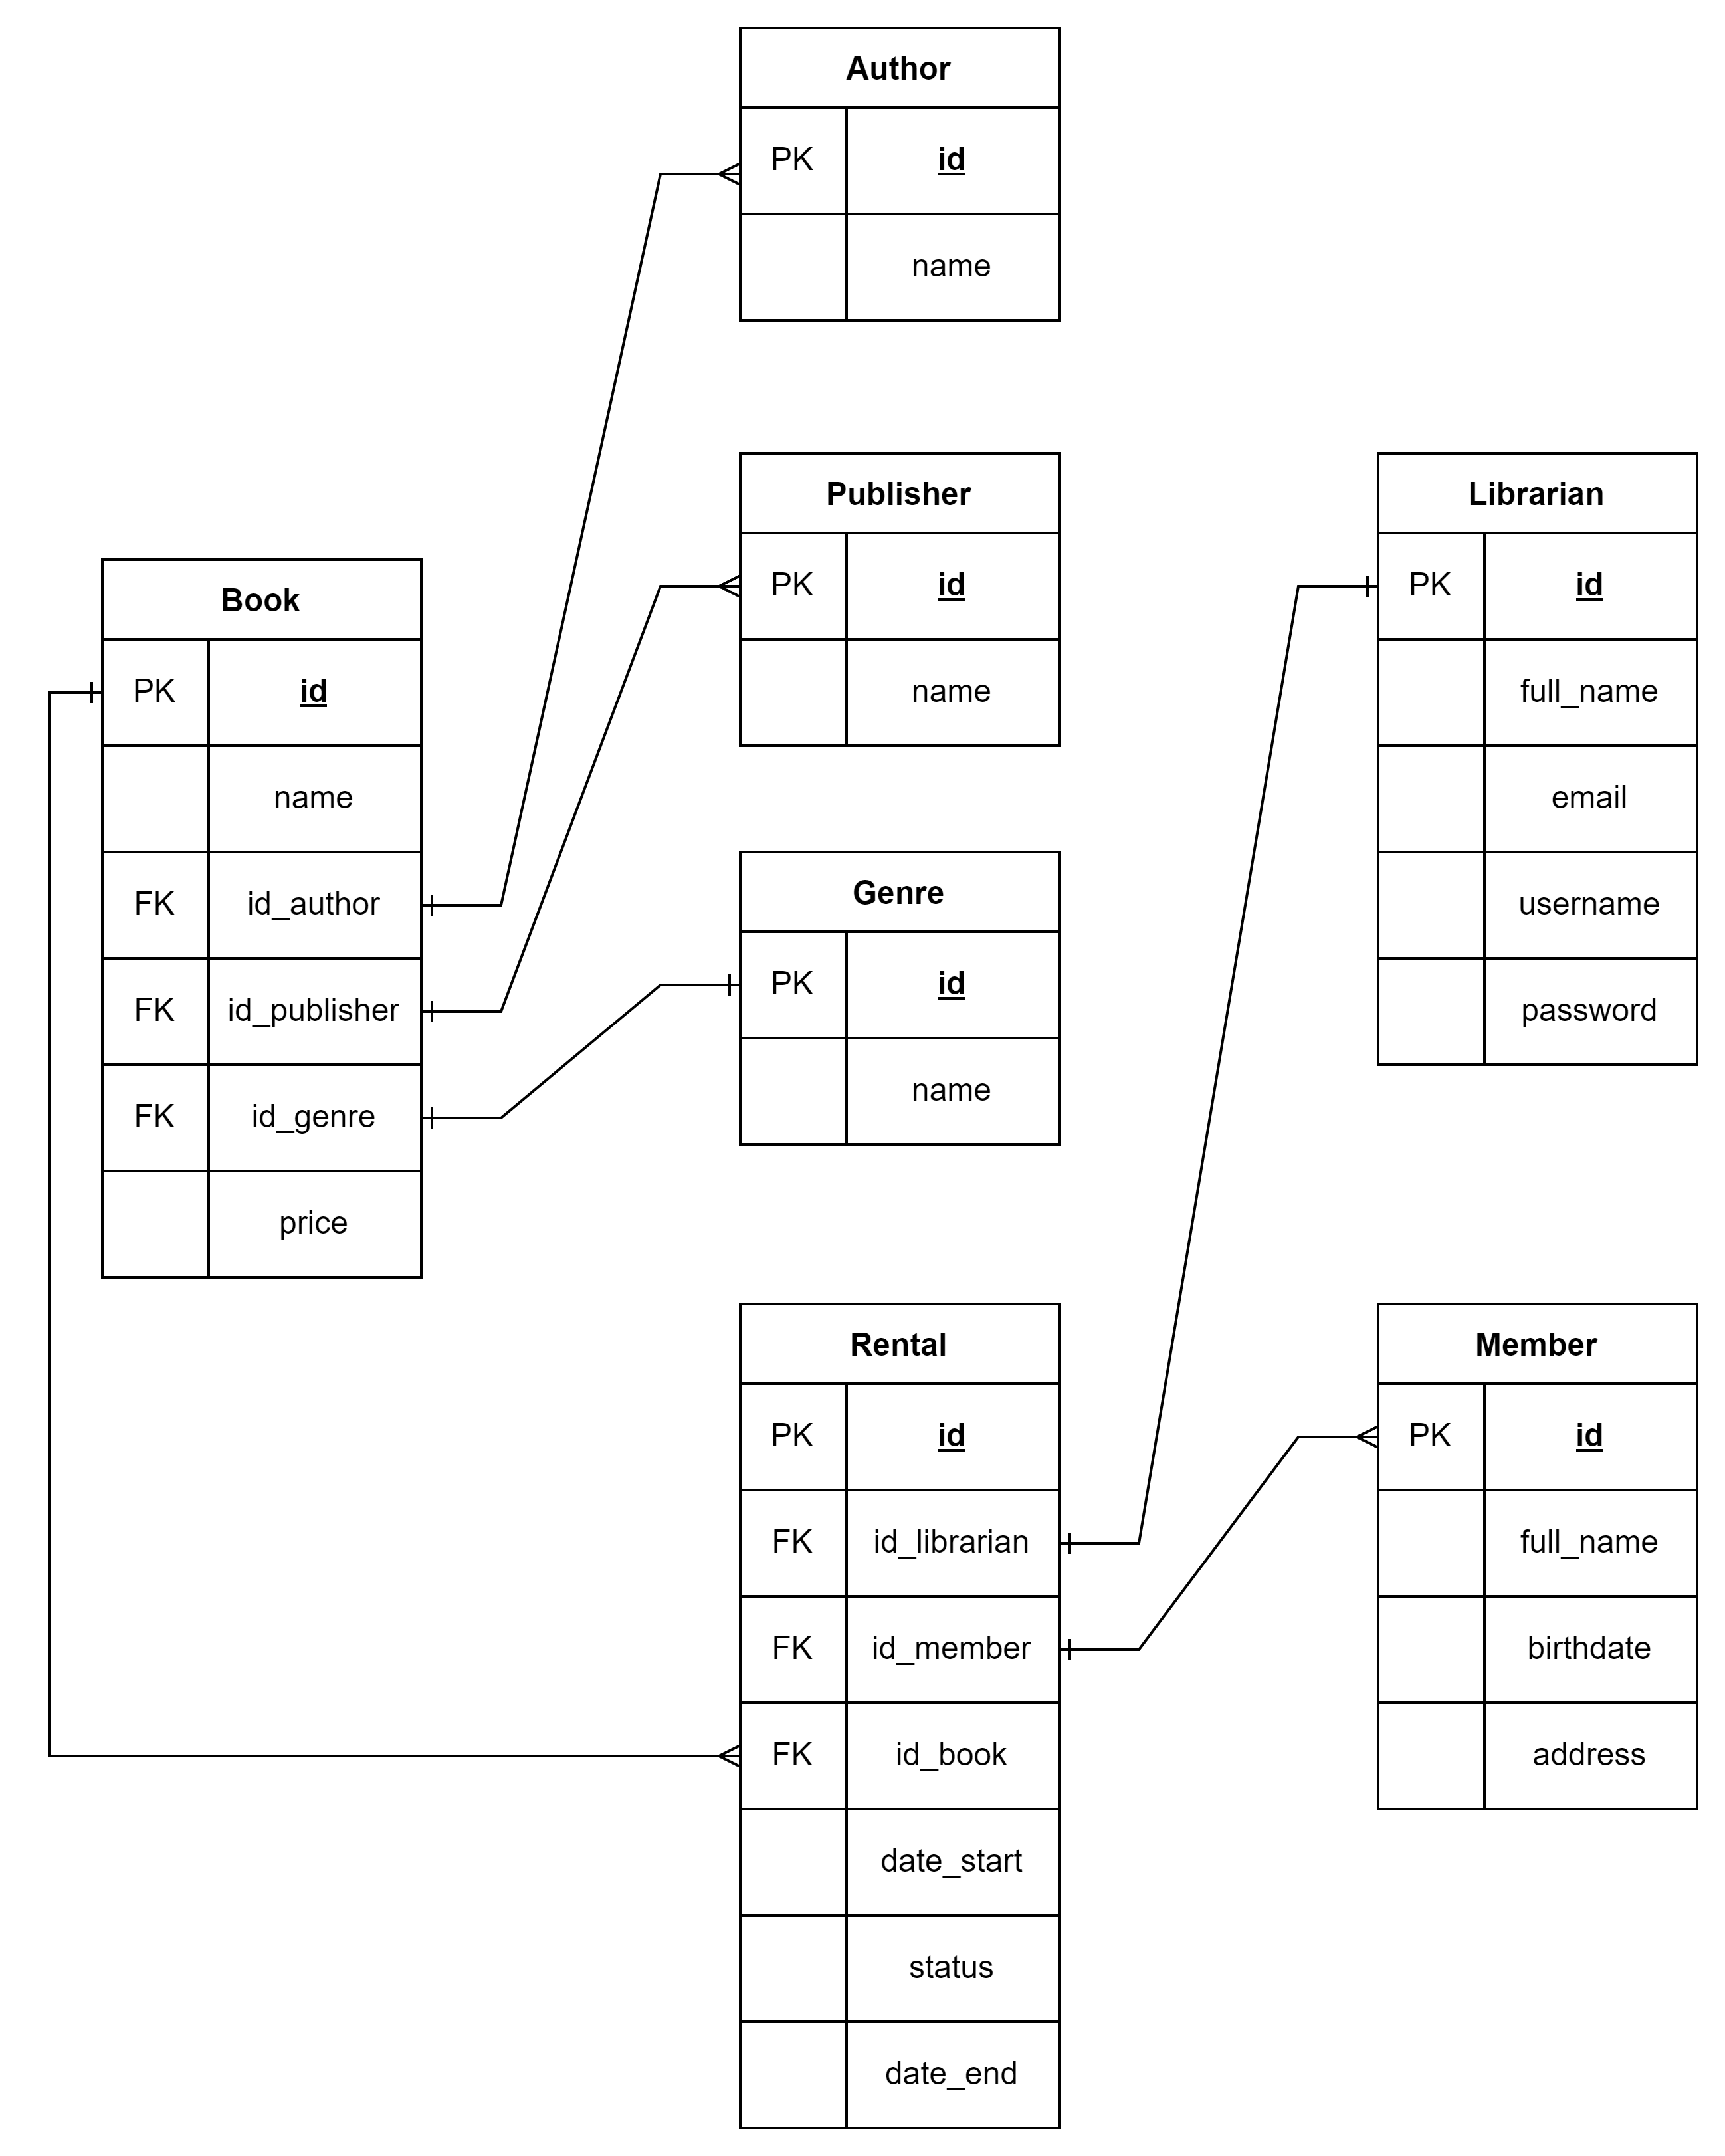 Author
PK id
name
Publisher
PK id
name
Librarian
PK id
full_name
email
username
password
Book
PK id
name
FK id_author
FK id_publisher
FK id_genre
price
Genre
PK id
name
Rental
PK id
FK id_librarian
FK id_member
FK id_book
date_start
status
date_end
Member
PK id
full_name
birthdate
address